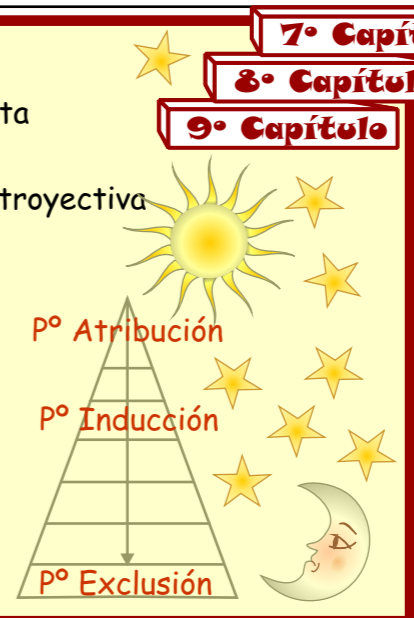 7º Capít
8º Capítul
9º Capítulo
ta
troyectiva
Pº Atribución
Pº Inducción
Pº Exclusión